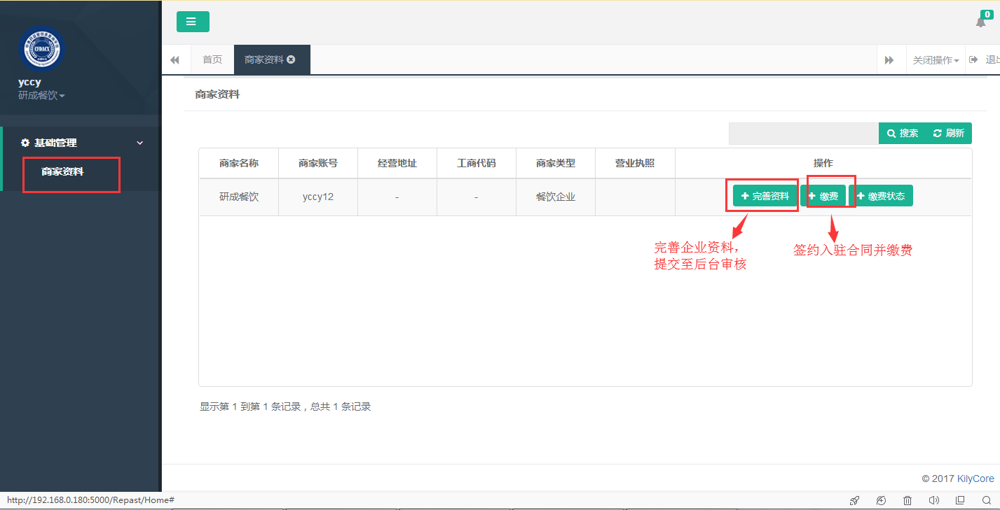 0
首页
商家资料
关闭操作
退出
CFDACX
yccy
研成餐饮
基础管理
商家资料
商家资料
搜索
刷新
商家名称
商家账号
经营地址
工商代码
商家类型
营业执照
操作
研成餐饮
yccy12
-
-
餐饮企业
完善资料
缴费
缴费状态
完善企业资料，
提交至后台审核
签约入驻合同并缴费
显示第 1 到第 1 条记录，总共 1 条记录
© 2017 KilyCore
http://192.168.0.180:5000/Repast/Home#